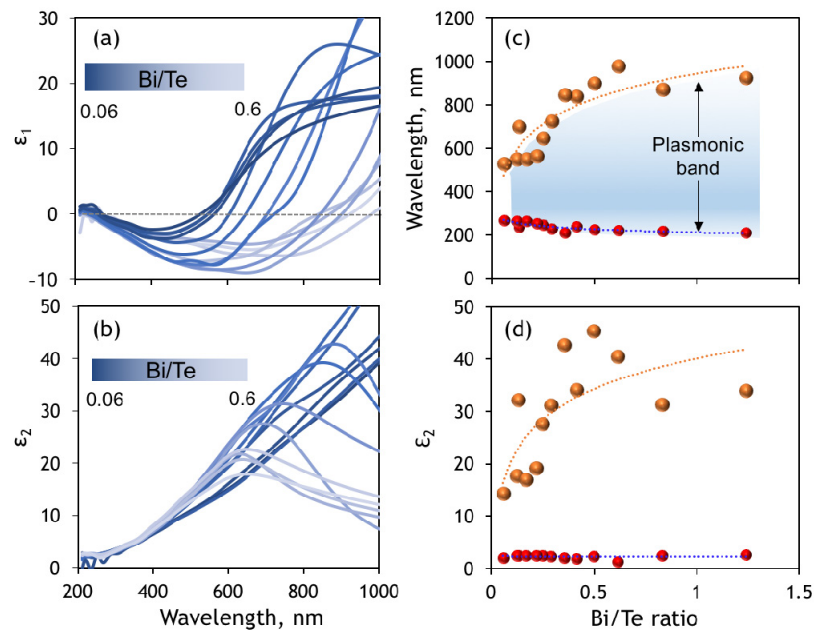 (a)
Bi/Te
0.06 0.6
ε1
30
20
10
0
-10
(b)
Bi/Te
0.06 0.6
ε2
50
40
30
20
10
0
200 400 600 800 1000
Wavelength, nm
(c)
Plasmonic
band
Wavelength, nm
1200
1000
800
600
400
200
0
(d)
ε2
50
40
30
20
10
0
0 0.5 1 1.5
Bi/Te ratio